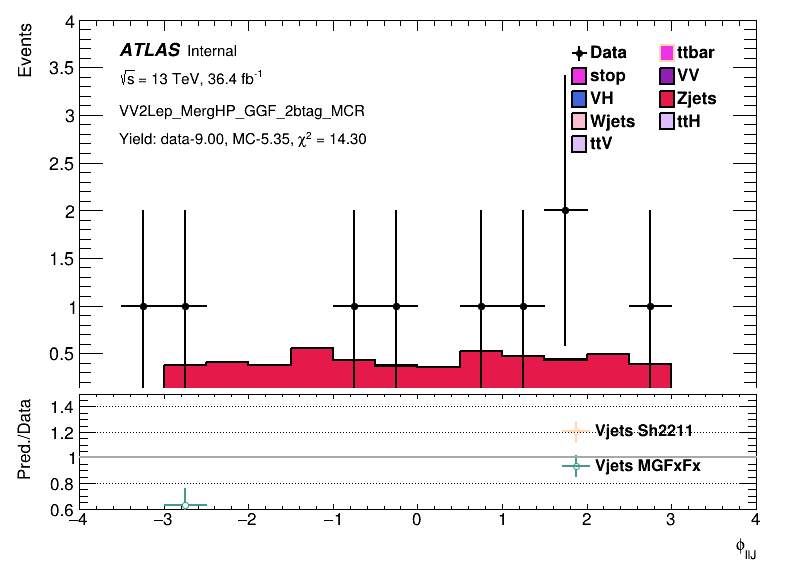 Events
4
3.5
3
2.5
2
1.5
1
0.5
ATLAS Internal
√s = 13 TeV, 36.4 fb⁻¹
VV2Lep_MergHP_GGF_2btag_MCR
Yield: data-9.00, MC-5.35, χ² = 14.30
Data
ttbar
stop
VV
VH
Zjets
Wjets
ttH
ttV
Pred./Data
1.4
1.2
1
0.8
0.6
Vjets Sh2211
Vjets MGFxFx
−4 −3 −2 −1 0 1 2 3 4
ϕ_llJ